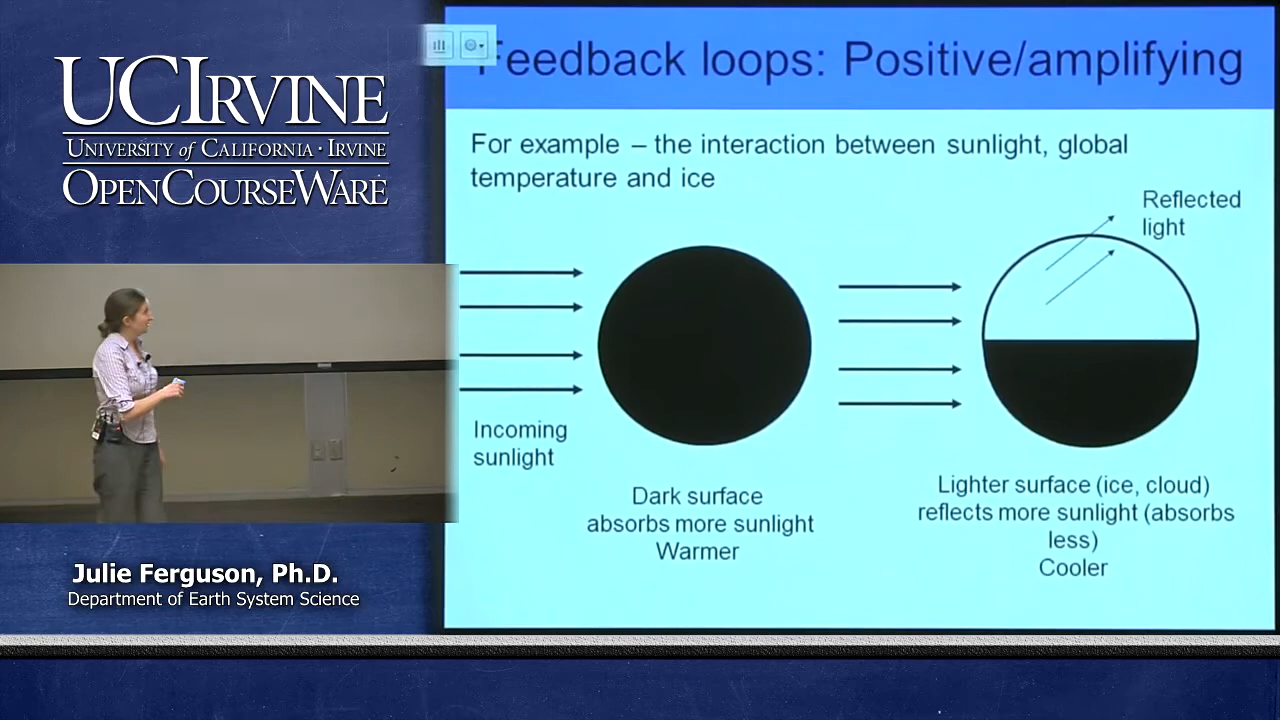 UCIRVINE
UNIVERSITY of CALIFORNIA · IRVINE
OPENCOURSEWARE
Julie Ferguson, Ph.D.
Department of Earth System Science
Feedback loops: Positive/amplifying
For example – the interaction between sunlight, global
temperature and ice
Reflected
light
Incoming
sunlight
Dark surface
absorbs more sunlight
Warmer
Lighter surface (ice, cloud)
reflects more sunlight (absorbs
less)
Cooler